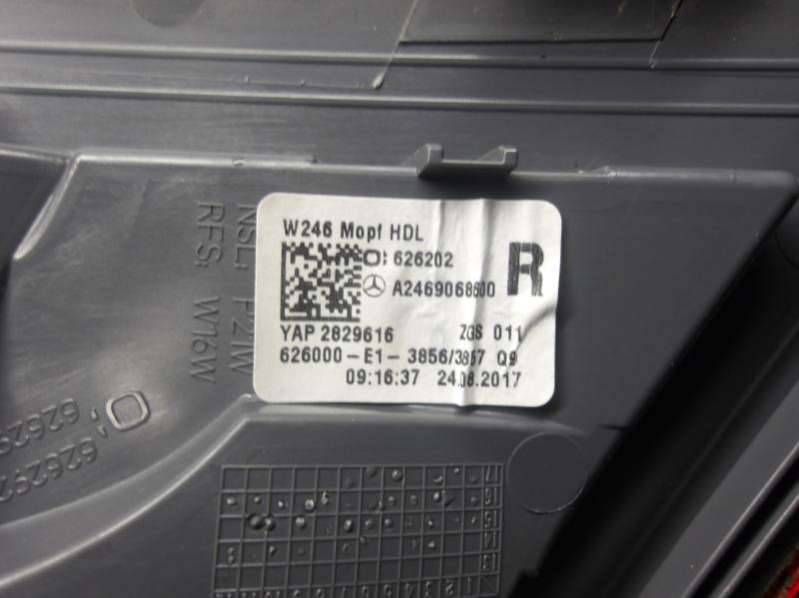 W246 Mopf HDL
626202
A2469068600
R
YAP 2829616 ZGS 011
626000-E1-3856/3857 Q9
09:16:37 24.08.2017
NSL: P21W
RFS: W16W